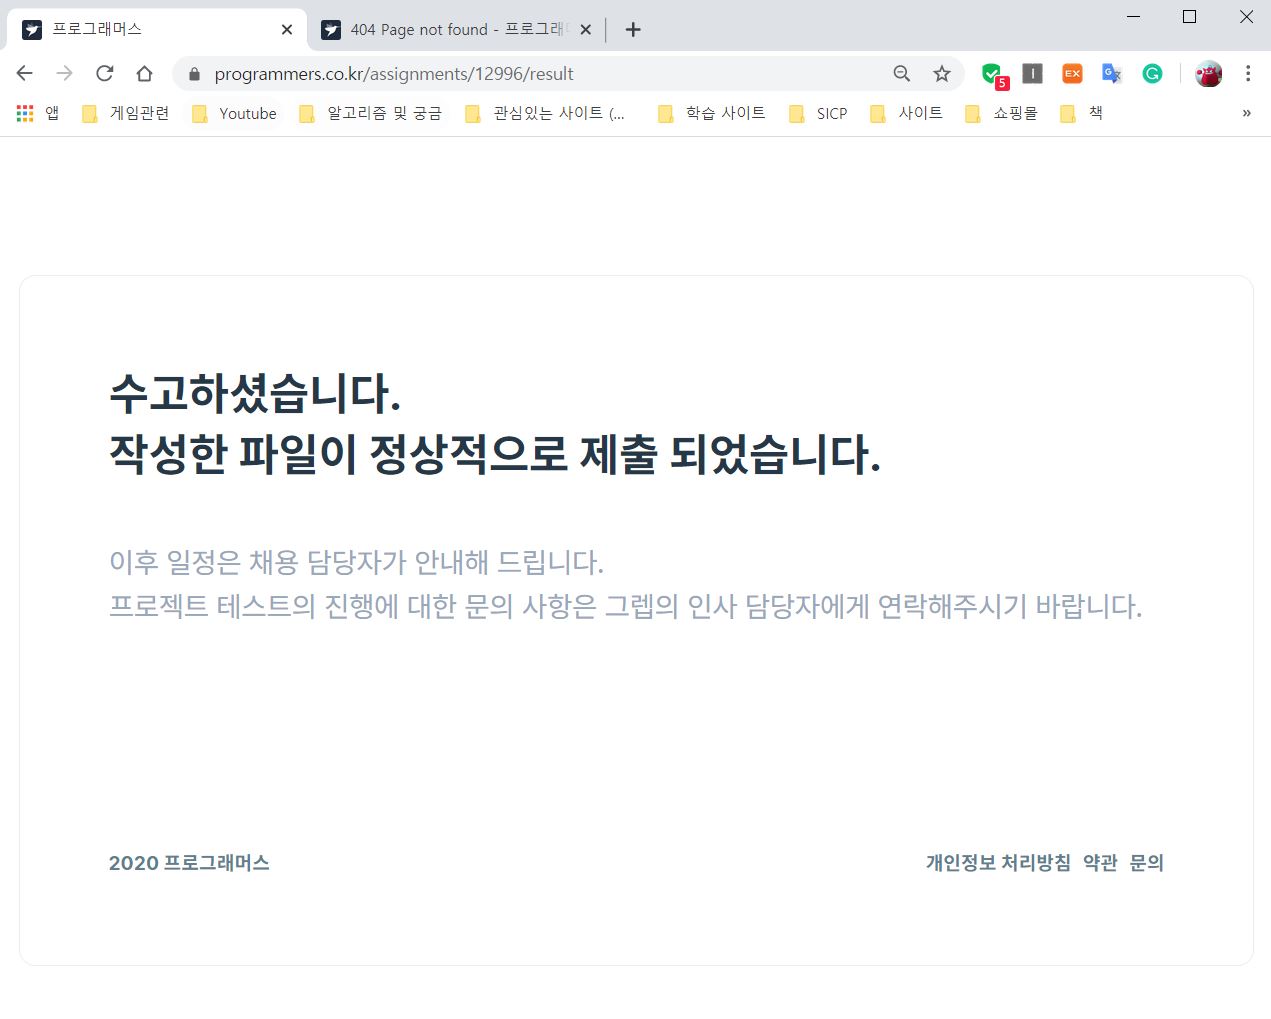 프로그래머스
404 Page not found - 프로그래
programmers.co.kr/assignments/12996/result
5
EX
앱
게임관련
Youtube
알고리즘 및 궁금
관심있는 사이트 (...
학습 사이트
SICP
사이트
쇼핑몰
책
»
수고하셨습니다.
작성한 파일이 정상적으로 제출 되었습니다.
이후 일정은 채용 담당자가 안내해 드립니다.
프로젝트 테스트의 진행에 대한 문의 사항은 그렙의 인사 담당자에게 연락해주시기 바랍니다.
2020 프로그래머스
개인정보 처리방침 약관 문의